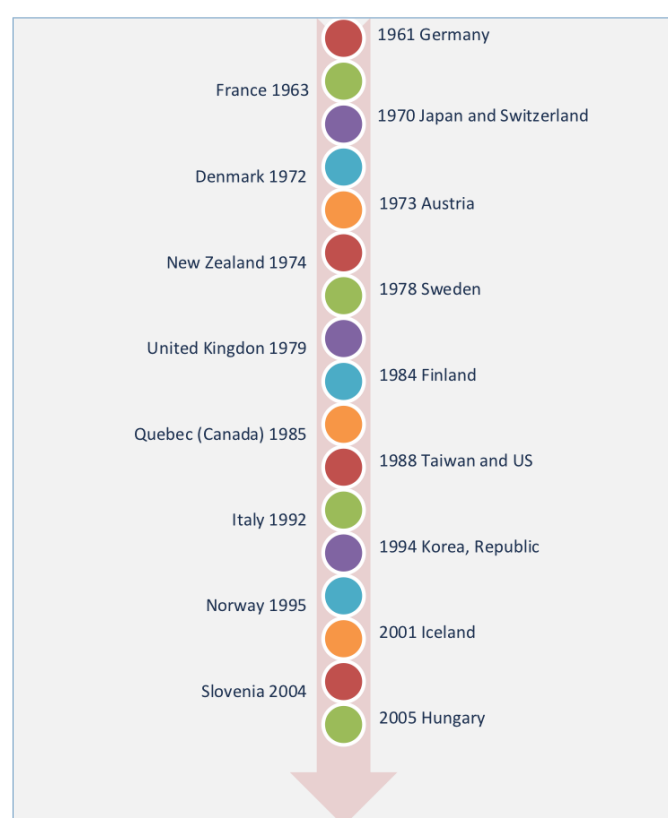 1961 Germany
France 1963
1970 Japan and Switzerland
Denmark 1972
1973 Austria
New Zealand 1974
1978 Sweden
United Kingdon 1979
1984 Finland
Quebec (Canada) 1985
1988 Taiwan and US
Italy 1992
1994 Korea, Republic
Norway 1995
2001 Iceland
Slovenia 2004
2005 Hungary